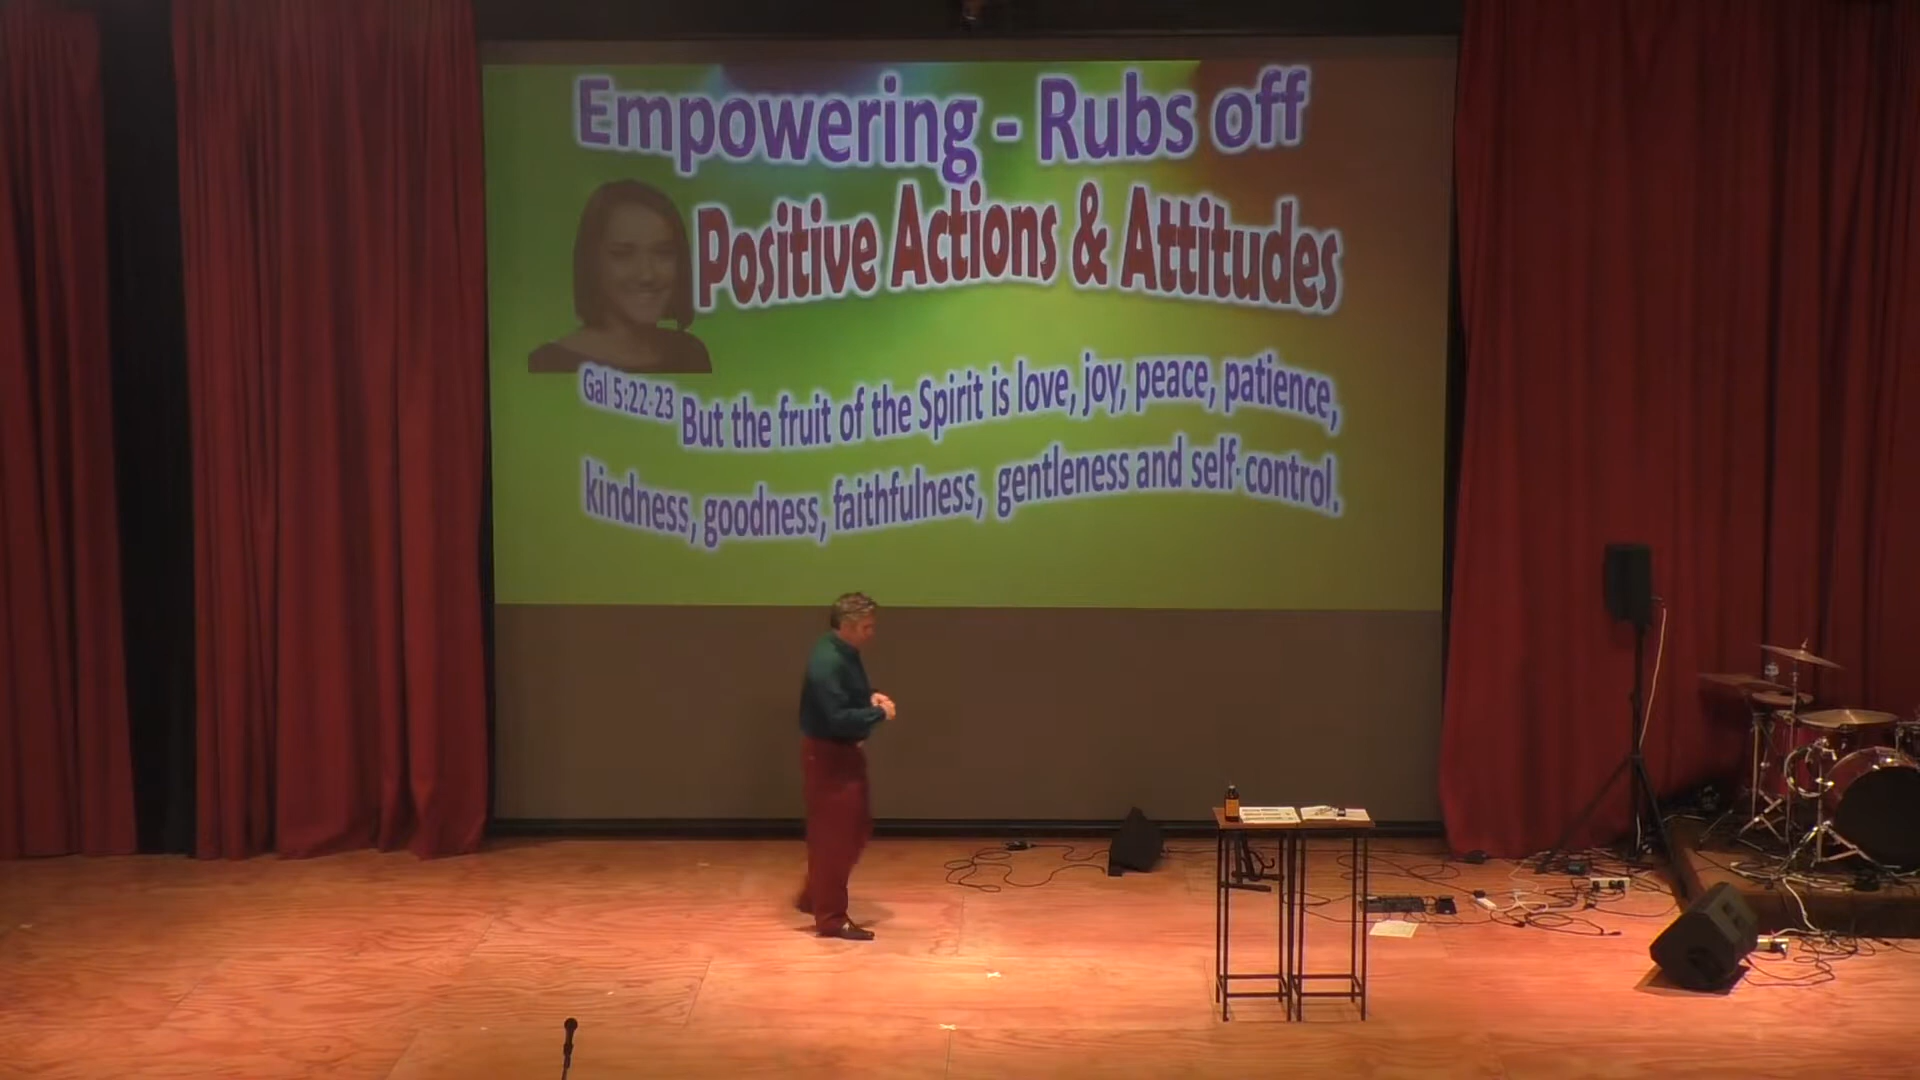 Empowering - Rubs off
Positive Actions & Attitudes
Gal 5:22-23 But the fruit of the Spirit is love, joy, peace, patience,
kindness, goodness, faithfulness, gentleness and self-control.